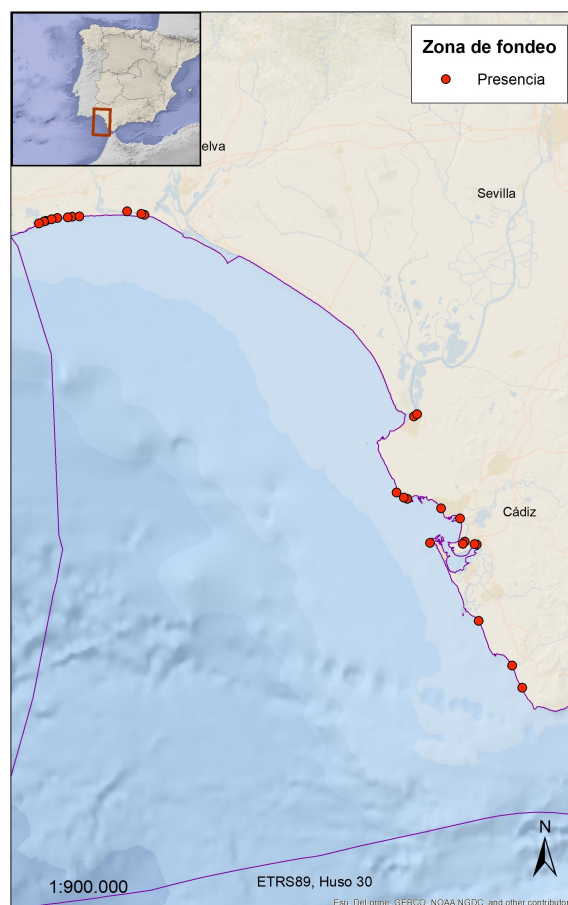 Zona de fondeo
Presencia
elva
Sevilla
Cádiz
N
1:900.000
ETRS89, Huso 30
Esri, DeLorme, GEBCO, NOAA NGDC, and other contributor